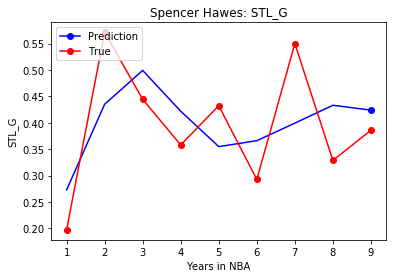 Spencer Hawes: STL_G
Prediction
True
0.55
0.50
0.45
0.40
0.35
0.30
0.25
0.20
STL_G
1 2 3 4 5 6 7 8 9
Years in NBA